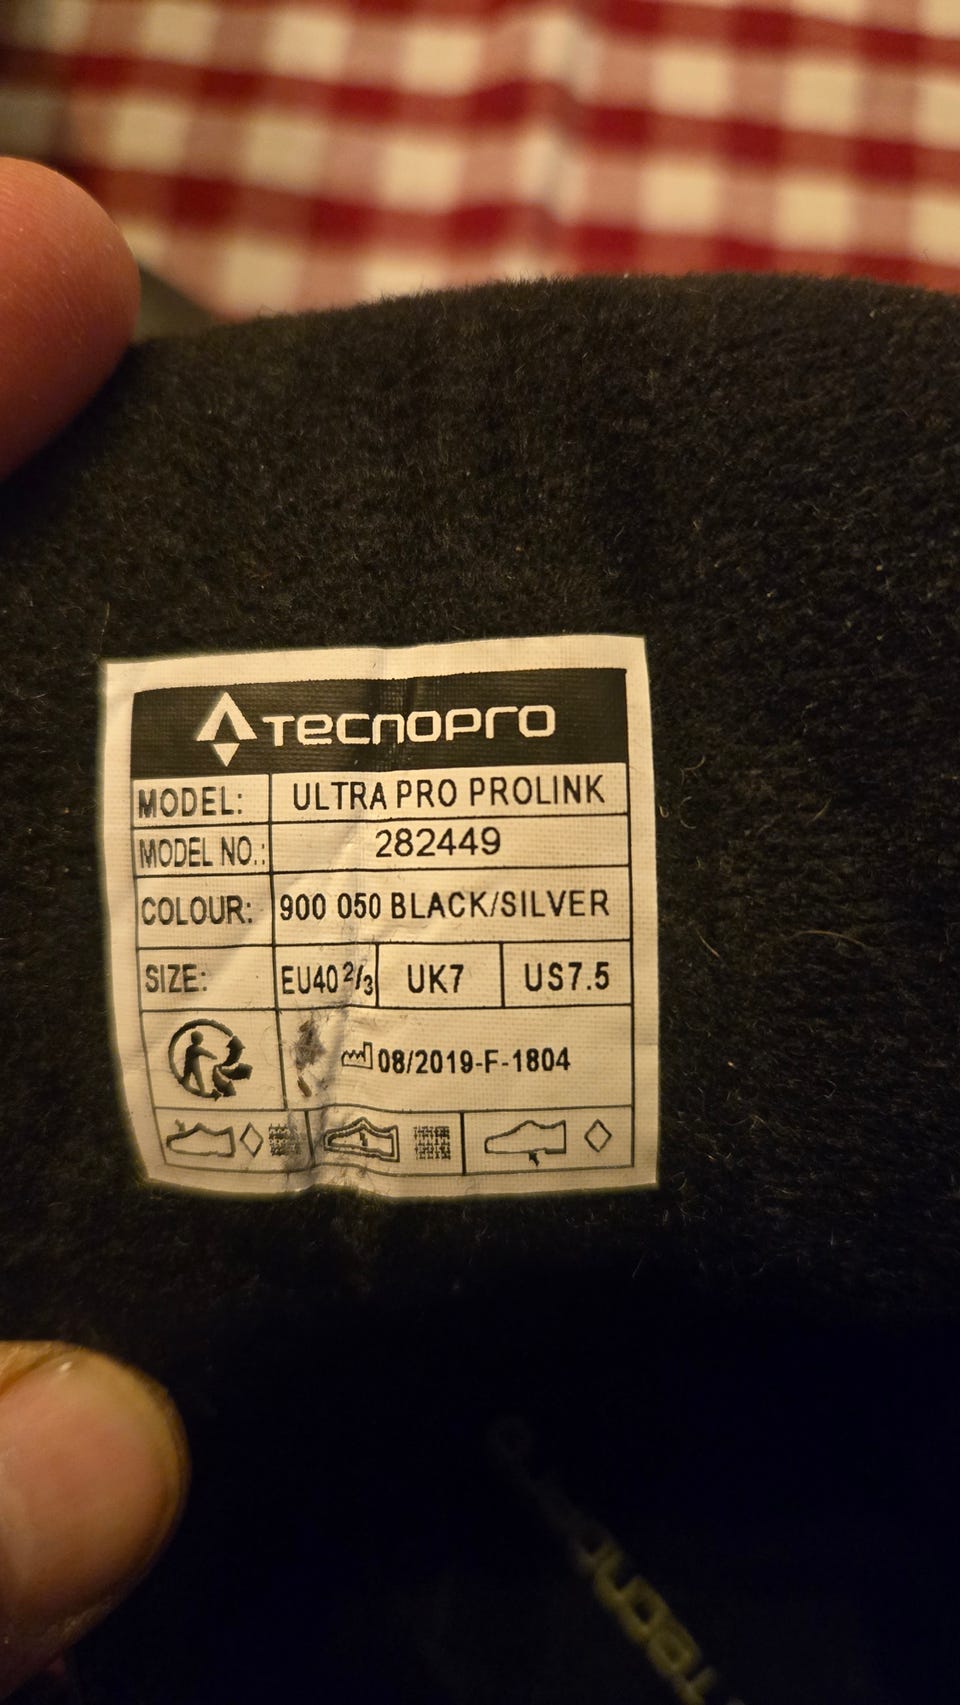 TECNOPRO
MODEL: ULTRA PRO PROLINK
MODEL NO.: 282449
COLOUR: 900 050 BLACK/SILVER
SIZE: EU40 2/3 UK7 US7.5
08/2019-F-1804
TECNOPRO